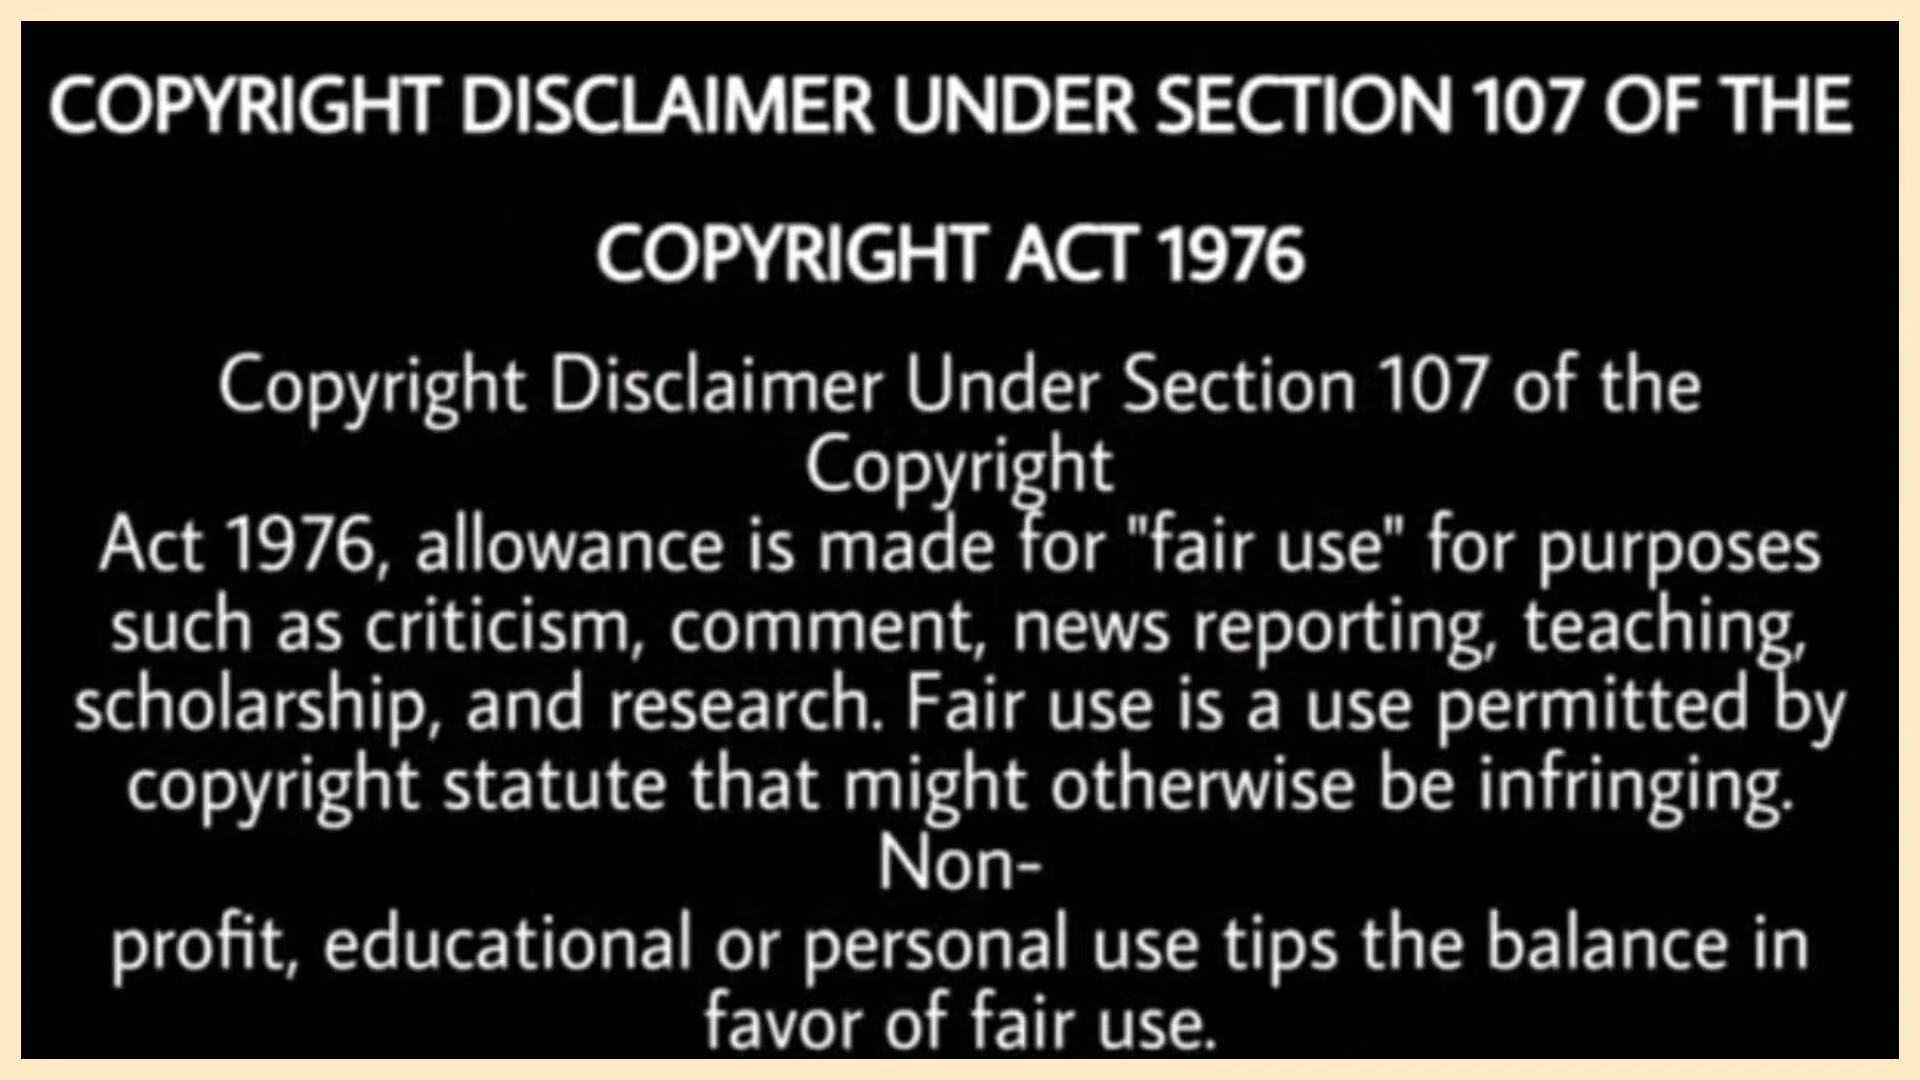 COPYRIGHT DISCLAIMER UNDER SECTION 107 OF THE
COPYRIGHT ACT 1976
Copyright Disclaimer Under Section 107 of the
Copyright
Act 1976, allowance is made for "fair use" for purposes
such as criticism, comment, news reporting, teaching,
scholarship, and research. Fair use is a use permitted by
copyright statute that might otherwise be infringing.
Non-
profit, educational or personal use tips the balance in
favor of fair use.